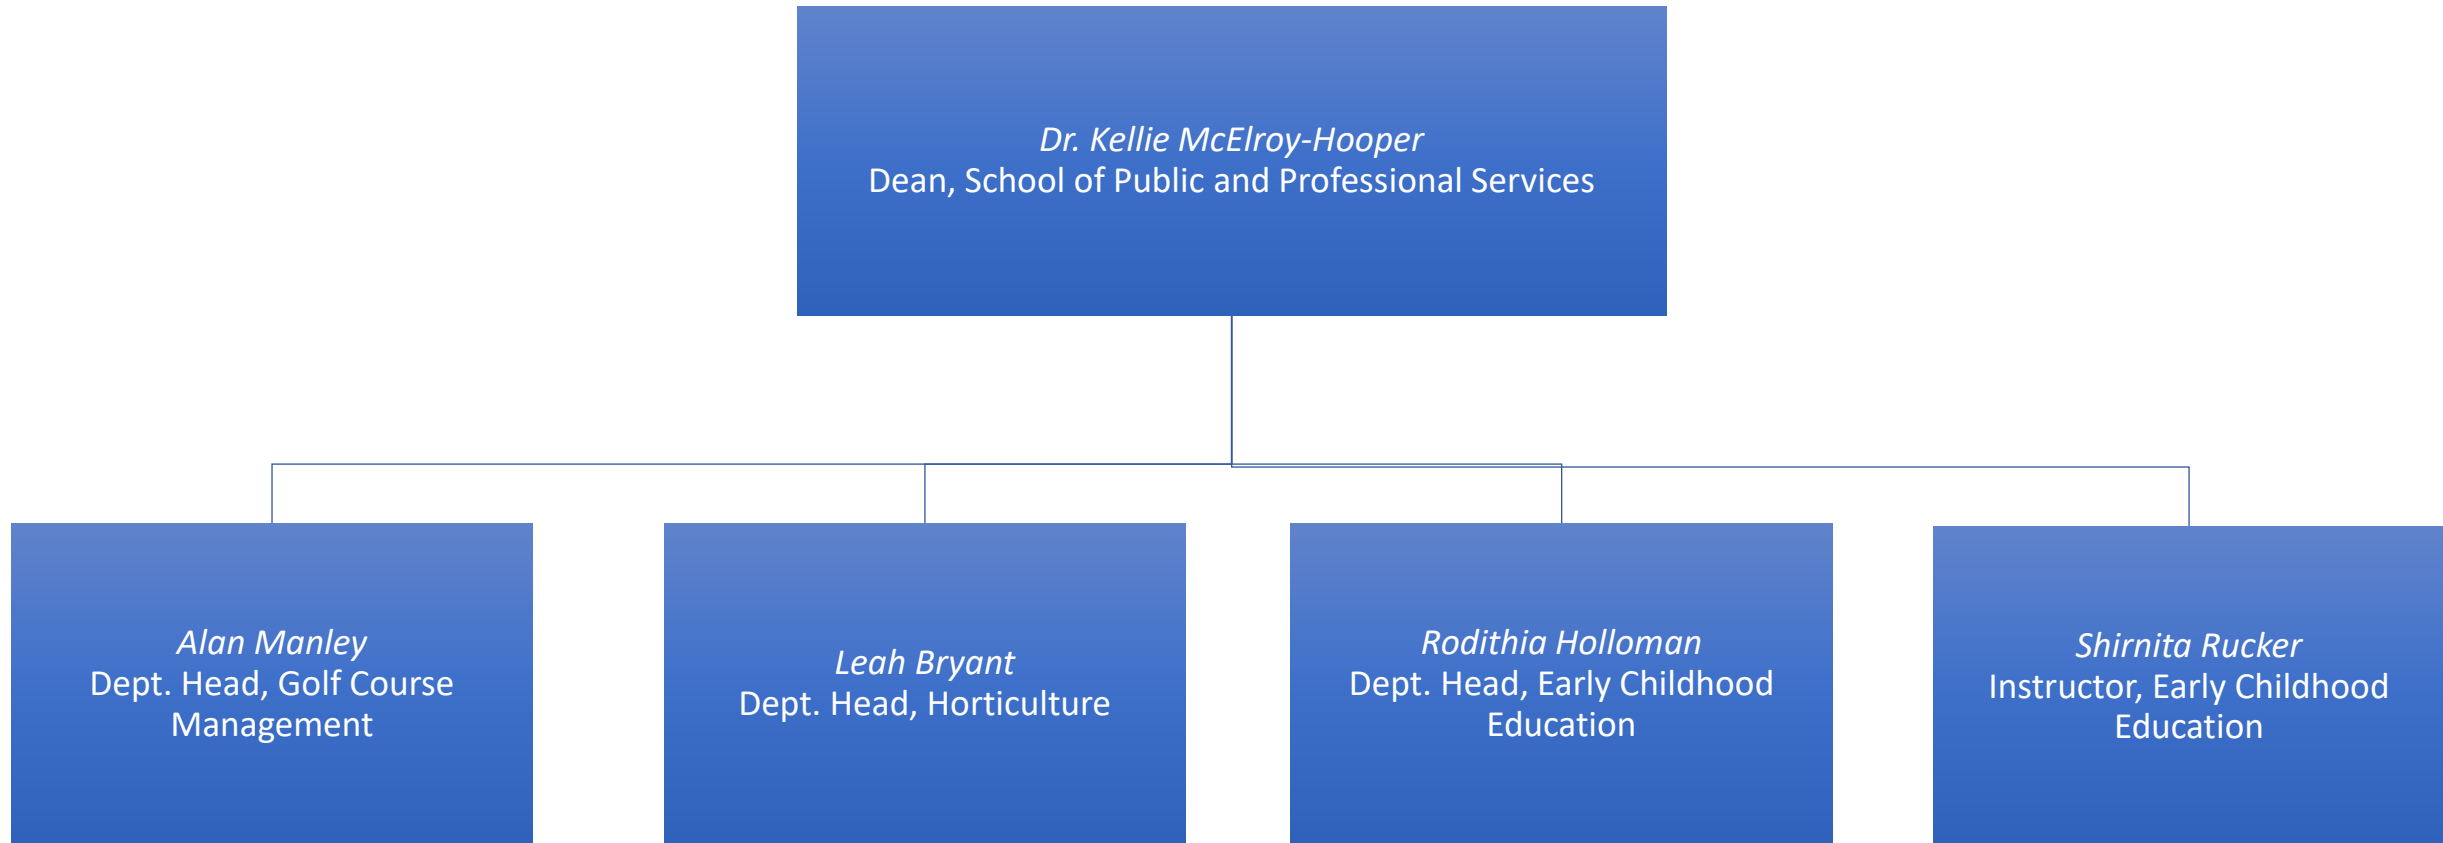 Dr. Kellie McElroy-Hooper
Dean, School of Public and Professional Services
Alan Manley
Dept. Head, Golf Course
Management
Leah Bryant
Dept. Head, Horticulture
Rodithia Holloman
Dept. Head, Early Childhood
Education
Shirnita Rucker
Instructor, Early Childhood
Education